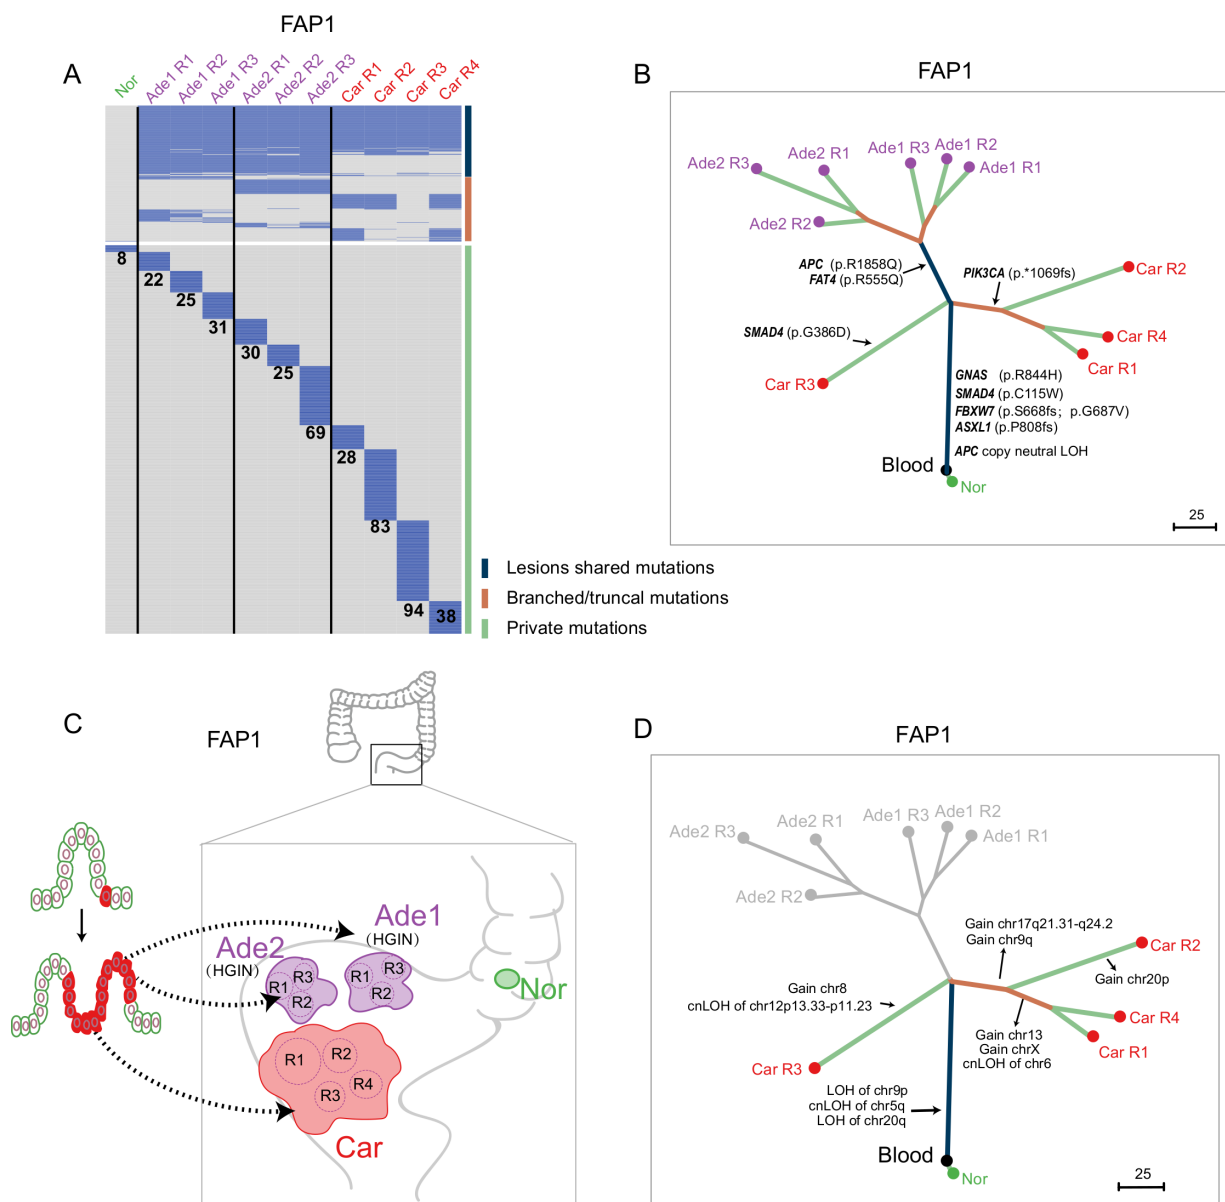 FAP1
A
Nor
Ade1 R1
Ade1 R2
Ade1 R3
Ade2 R1
Ade2 R2
Ade2 R3
Car R1
Car R2
Car R3
Car R4
8
22
25
31
30
25
69
28
83
94
38
Lesions shared mutations
Branched/truncal mutations
Private mutations
B
FAP1
Ade2 R3
Ade2 R1
Ade1 R3
Ade1 R2
Ade1 R1
Ade2 R2
APC (p.R1858Q)
FAT4 (p.R555Q)
PIK3CA (p.*1069fs)
Car R2
SMAD4 (p.G386D)
Car R4
Car R1
Car R3
GNAS (p.R844H)
SMAD4 (p.C115W)
FBXW7 (p.S668fs; p.G687V)
ASXL1 (p.P808fs)
APC copy neutral LOH
Blood
Nor
25
C
FAP1
Ade1
(HGIN)
Ade2
(HGIN)
R1
R3
R2
R1
R3
R2
Nor
R1
R2
R3
R4
Car
D
FAP1
Ade2 R3
Ade2 R1
Ade1 R3
Ade1 R2
Ade1 R1
Ade2 R2
Gain chr17q21.31-q24.2
Gain chr9q
Car R2
Gain chr20p
Gain chr8
cnLOH of chr12p13.33-p11.23
Car R4
Gain chr13
Gain chrX
cnLOH of chr6
Car R1
Car R3
LOH of chr9p
cnLOH of chr5q
LOH of chr20q
Blood
Nor
25